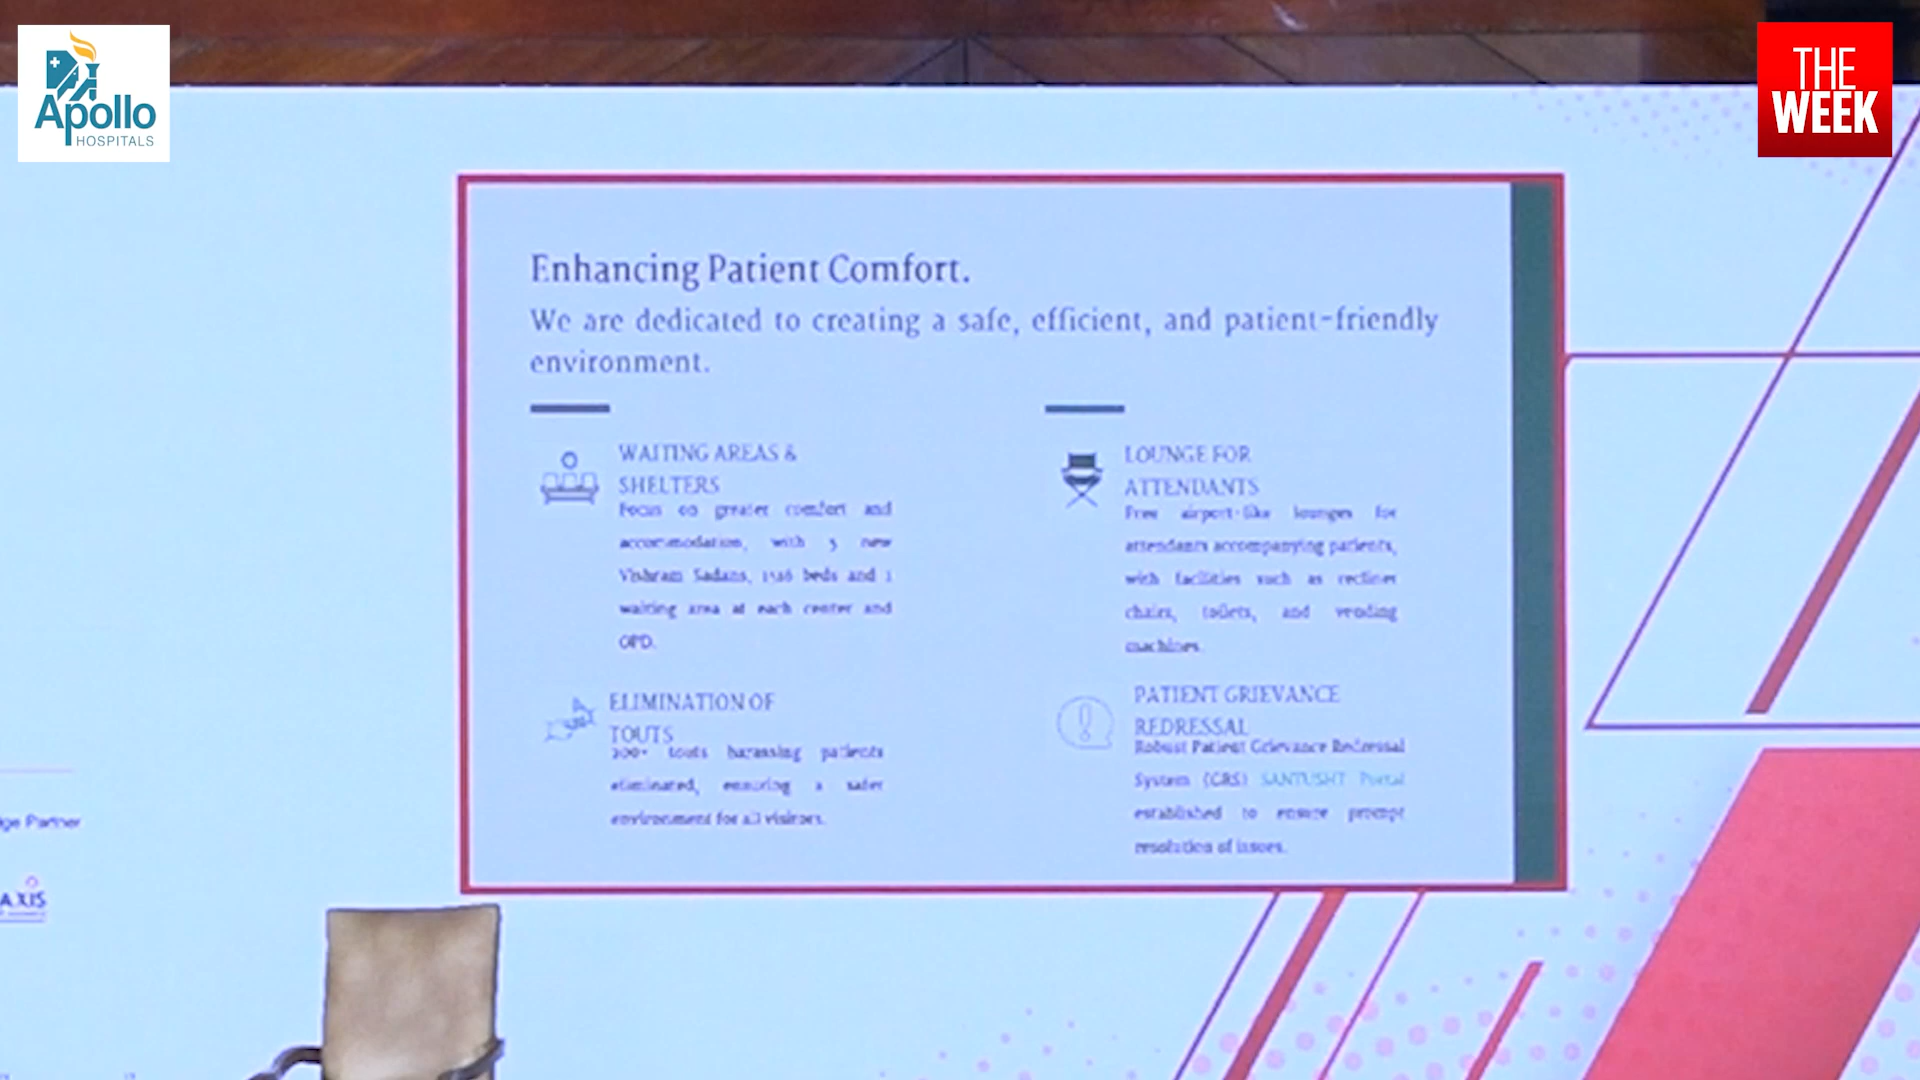 Apollo
HOSPITALS
THE
WEEK
Enhancing Patient Comfort.
We are dedicated to creating a safe, efficient, and patient-friendly
environment.
WAITING AREAS &
SHELTERS
Focus on greater comfort and
accommodation, with 3 new
Vishram Sadans, beds and 1
waiting area at each center and
OPD.
LOUNGE FOR
ATTENDANTS
Free airport-like lounges for
attendants accompanying patients,
with facilities such as recliner
chairs, toilets, and vending
machines.
ELIMINATION OF
TOUTS
200+ touts harassing patients
eliminated, ensuring a safer
environment for all visitors.
PATIENT GRIEVANCE
REDRESSAL
Robust Patient Grievance Redressal
System (GRS) SANTUSHT Portal
established to ensure prompt
resolution of issues.
Partner
AXIS